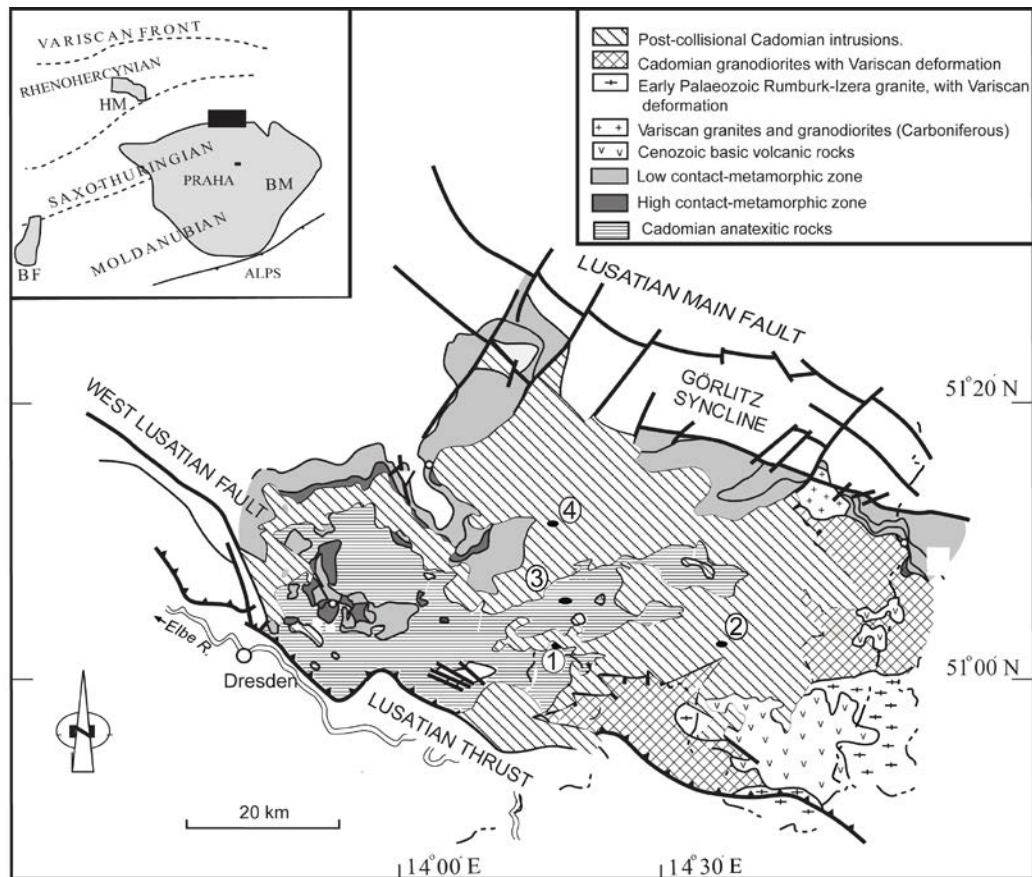 VARISCAN FRONT
RHENOHERCYNIAN
HM
SAXO-THURINGIAN
PRAHA
BM
MOLDANUBIAN
BF
ALPS
Post-collisional Cadomian intrusions.
Cadomian granodiorites with Variscan deformation
Early Palaeozoic Rumburk-Izera granite, with Variscan
deformation
Variscan granites and granodiorites (Carboniferous)
Cenozoic basic volcanic rocks
Low contact-metamorphic zone
High contact-metamorphic zone
Cadomian anatexitic rocks
LUSATIAN MAIN FAULT
GÖRLITZ
SYNCLINE
51°20' N
WEST LUSATIAN FAULT
4
3
2
1
Elbe R.
Dresden
51°00' N
LUSATIAN THRUST
N
20 km
14°00' E
14°30' E